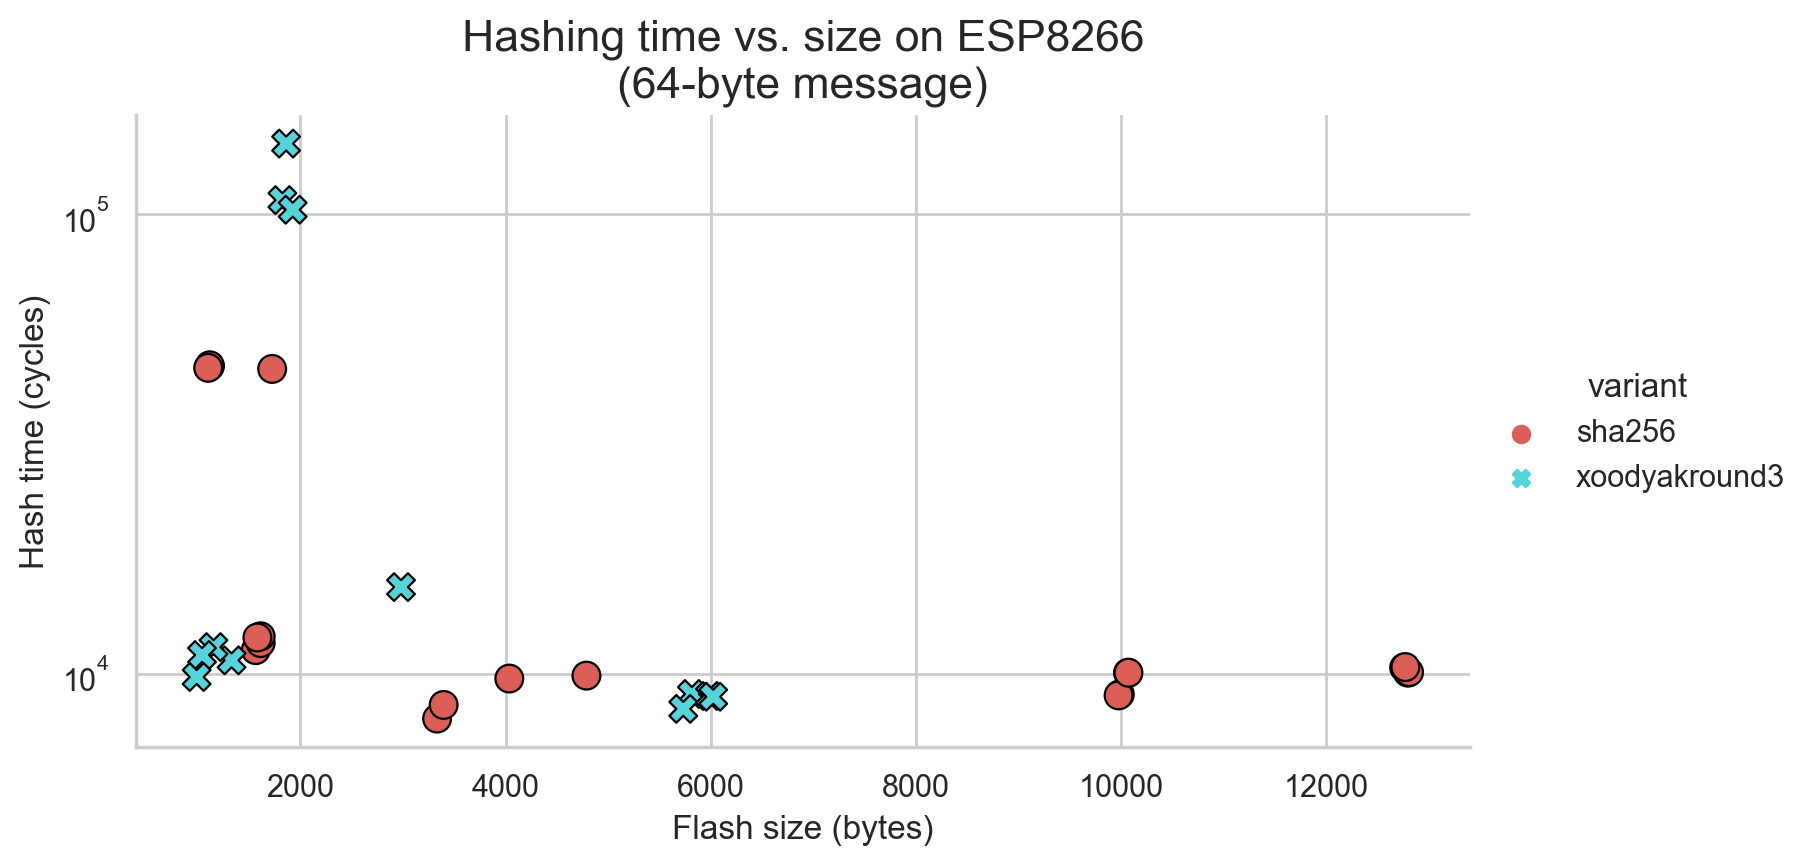 Hashing time vs. size on ESP8266
(64-byte message)
Hash time (cycles)
10^5
10^4
2000 4000 6000 8000 10000 12000
Flash size (bytes)
variant
sha256
xoodyakround3